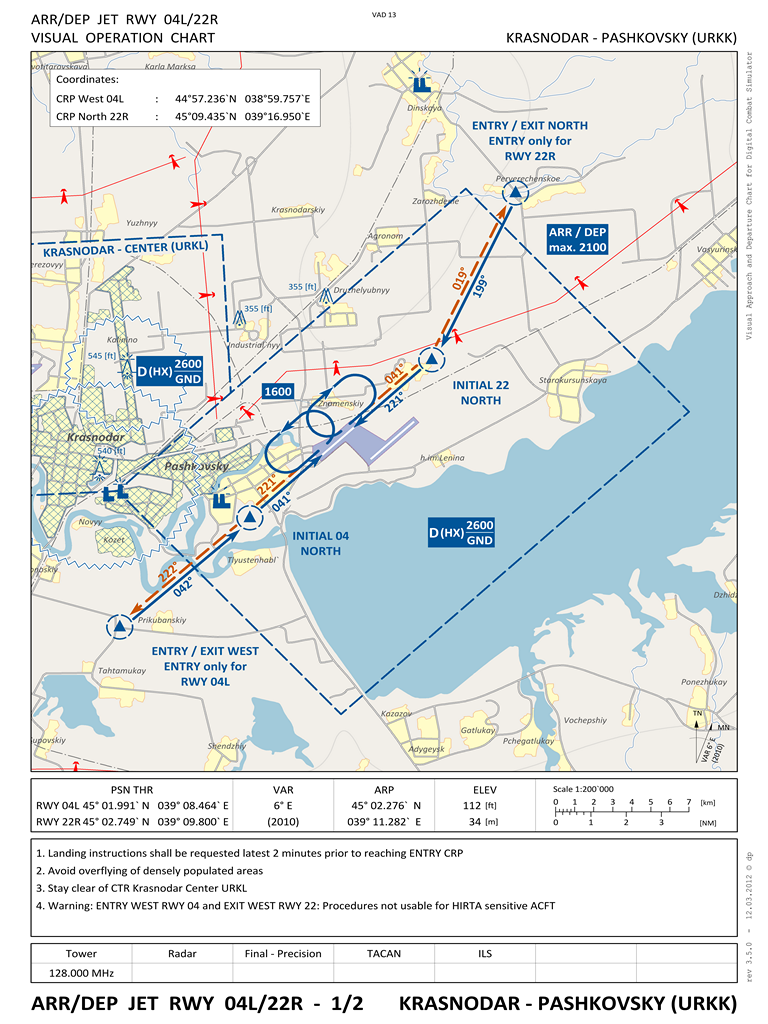 ARR/DEP JET RWY 04L/22R
VAD 13
VISUAL OPERATION CHART
KRASNODAR - PASHKOVSKY (URKK)
Karla Marksa
Coordinates:
CRP West 04L : 44°57.236`N 038°59.757`E
CRP North 22R : 45°09.435`N 039°16.950`E
Dinskaya
ENTRY / EXIT NORTH
ENTRY only for
RWY 22R
Pervorechenskoe
Zarozhdenie
Krasnodarskiy
Yuzhnyy
Agronom
ARR / DEP
max. 2100
KRASNODAR - CENTER (URKL)
019°
199°
355 [ft]
Druzhelyubnyy
355 [ft]
Kalinino
Industrial'nyy
545 [ft]
D (HX) 2600
GND
1600
041°
221°
INITIAL 22
NORTH
Starokorsunskaya
Znamenskiy
Krasnodar
Pashkovsky
540 [ft]
h.im.Lenina
221°
041°
Novyy
Kozet
INITIAL 04
NORTH
D (HX) 2600
GND
Tlyustenhabl`
222°
042°
Prikubanskiy
ENTRY / EXIT WEST
ENTRY only for
RWY 04L
Tahtamukay
Ponezhukay
Kazazov
Vochepshiy
Gatlukay
Pchegatlukay
Adygeysk
Shendzhiy
TN
MN
VAR 6° E
(2010)
PSN THR
VAR
ARP
ELEV
Scale 1:200`000
RWY 04L 45° 01.991` N 039° 08.464` E
6° E
45° 02.276` N
112 [ft]
0 1 2 3 4 5 6 7 [km]
RWY 22R 45° 02.749` N 039° 09.800` E
(2010)
039° 11.282` E
34 [m]
0 1 2 3 [NM]
1. Landing instructions shall be requested latest 2 minutes prior to reaching ENTRY CRP
2. Avoid overflying of densely populated areas
3. Stay clear of CTR Krasnodar Center URKL
4. Warning: ENTRY WEST RWY 04 and EXIT WEST RWY 22: Procedures not usable for HIRTA sensitive ACFT
Tower
Radar
Final - Precision
TACAN
ILS
128.000 MHz
ARR/DEP JET RWY 04L/22R - 1/2
KRASNODAR - PASHKOVSKY (URKK)
Visual Approach and Departure Chart for Digital Combat Simulator
rev 3.5.0 - 12.03.2012 © dp